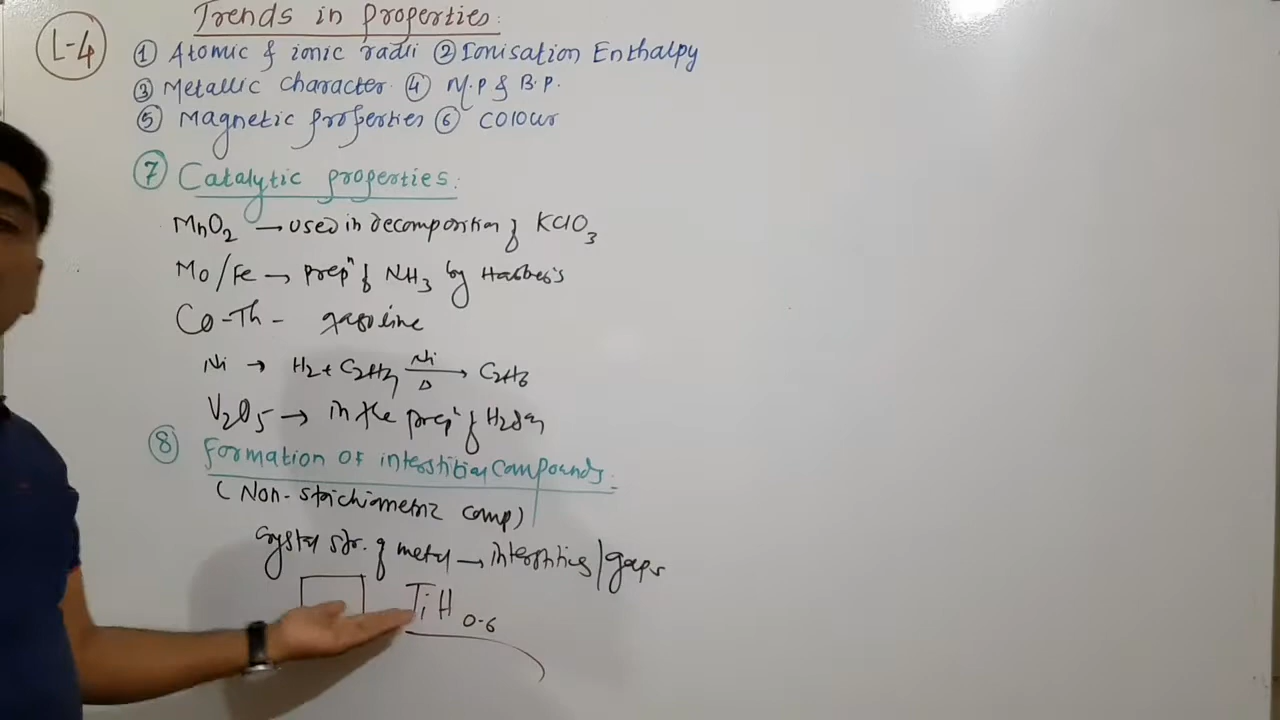 L-4
Trends in properties:
① Atomic & ionic radii ② Ionisation Enthalpy
③ Metallic character. ④ M.P & B.P.
⑤ Magnetic properties ⑥ colour
⑦ Catalytic properties:
MnO2 → used in decomposition of KClO3
Mo/Fe → prepⁿ of NH3 by Haber's
Co-Th - gasoline
Ni → H2 + C2H4 Ni Δ → C2H6
V2O5 → in the prepⁿ of H2SO4
⑧ Formation of interstitial compounds:
(Non-stoichiometric comp)
Crystal str. of metal → interstities/gaps
TiH 0.6